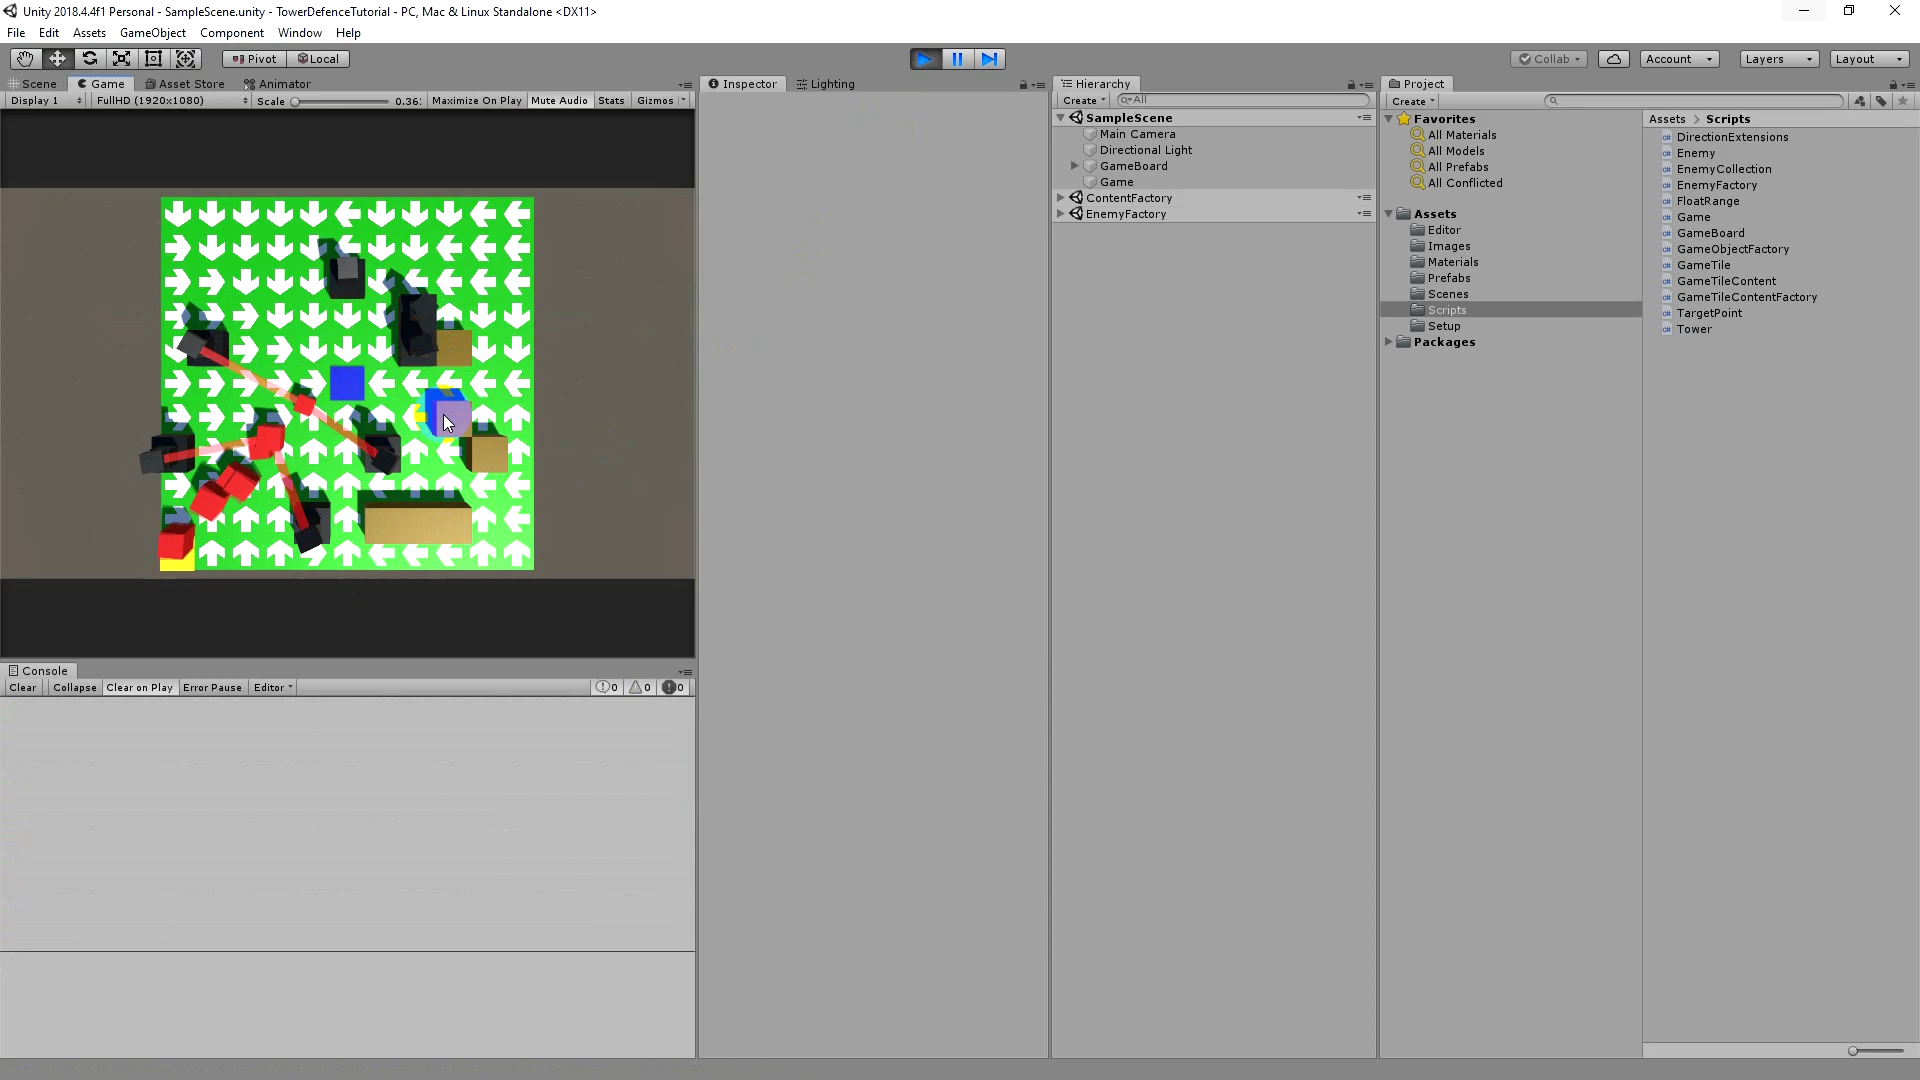 Unity 2018.4.4f1 Personal - SampleScene.unity - TowerDefenceTutorial - PC, Mac & Linux Standalone <DX11>
File Edit Assets GameObject Component Window Help
Pivot Local Collab Account Layers Layout
Scene Game Asset Store Animator
Display 1 FullHD (1920x1080) Scale 0.36: Maximize On Play Mute Audio Stats Gizmos
Console
Clear Collapse Clear on Play Error Pause Editor 0 0 0
Inspector Lighting
Hierarchy
Create All
SampleScene
Main Camera
Directional Light
GameBoard
Game
ContentFactory
EnemyFactory
Project
Create
Favorites
All Materials
All Models
All Prefabs
All Conflicted
Assets
Editor
Images
Materials
Prefabs
Scenes
Scripts
Setup
Packages
Assets > Scripts
DirectionExtensions
Enemy
EnemyCollection
EnemyFactory
FloatRange
Game
GameBoard
GameObjectFactory
GameTile
GameTileContent
GameTileContentFactory
TargetPoint
Tower